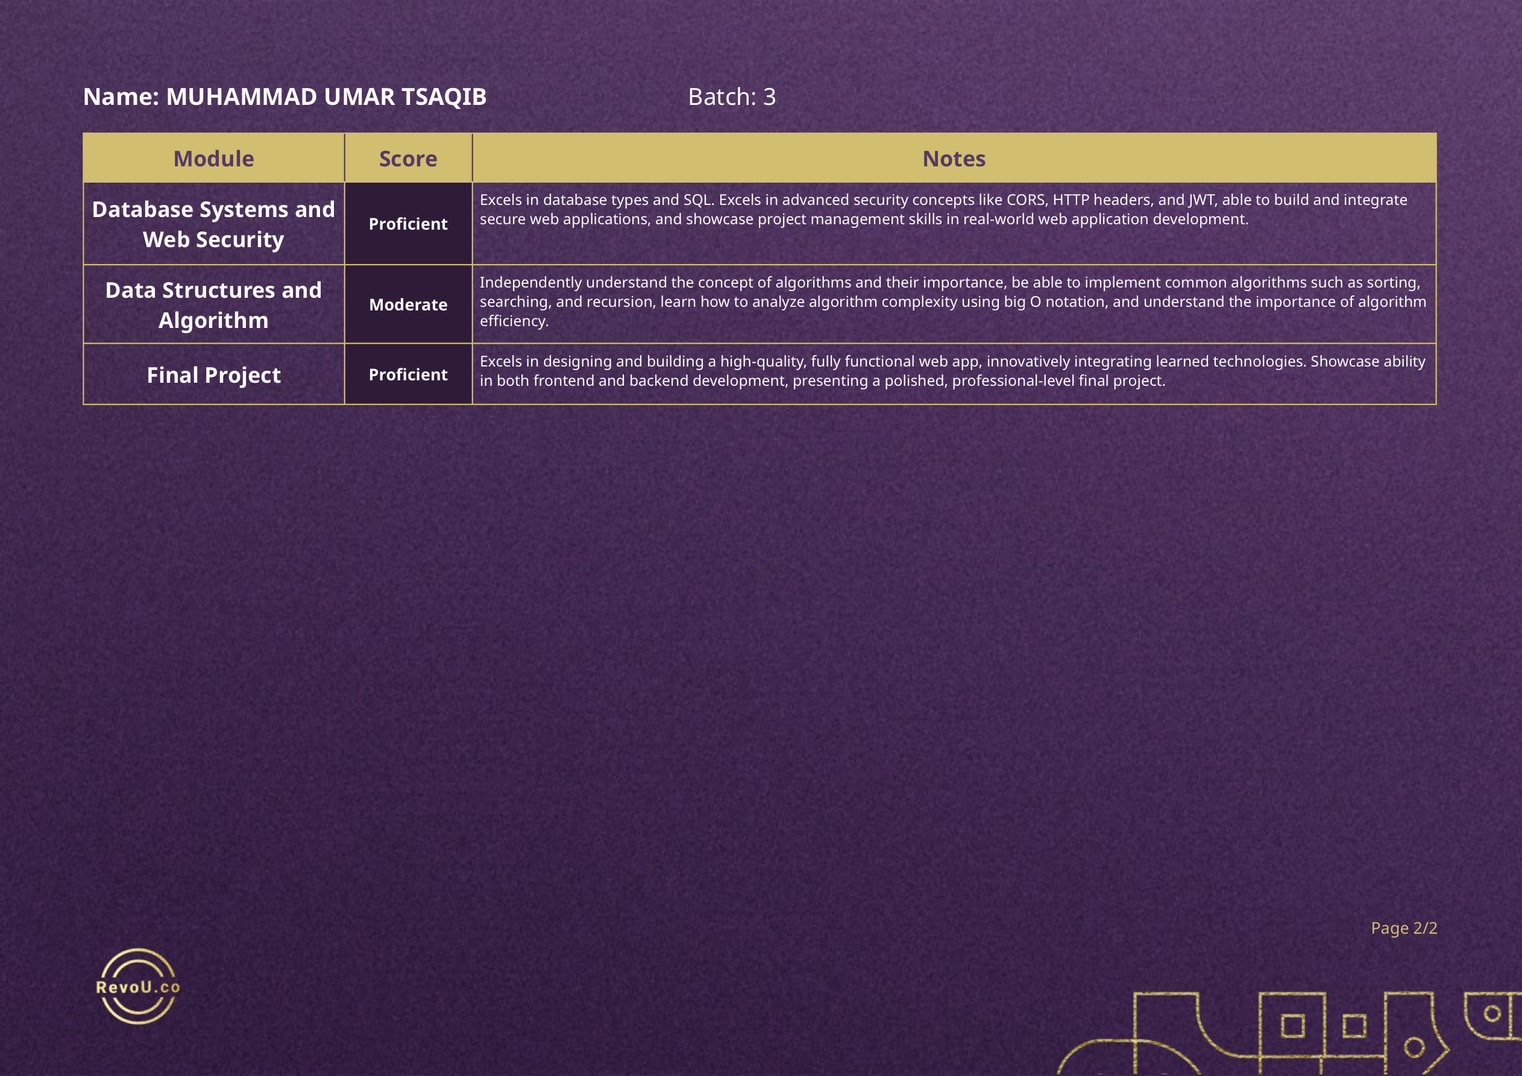 Name: MUHAMMAD UMAR TSAQIB
Batch: 3
Module
Score
Notes
Database Systems and
Web Security
Proficient
Excels in database types and SQL. Excels in advanced security concepts like CORS, HTTP headers, and JWT, able to build and integrate
secure web applications, and showcase project management skills in real-world web application development.
Data Structures and
Algorithm
Moderate
Independently understand the concept of algorithms and their importance, be able to implement common algorithms such as sorting,
searching, and recursion, learn how to analyze algorithm complexity using big O notation, and understand the importance of algorithm
efficiency.
Final Project
Proficient
Excels in designing and building a high-quality, fully functional web app, innovatively integrating learned technologies. Showcase ability
in both frontend and backend development, presenting a polished, professional-level final project.
Page 2/2
RevoU.co